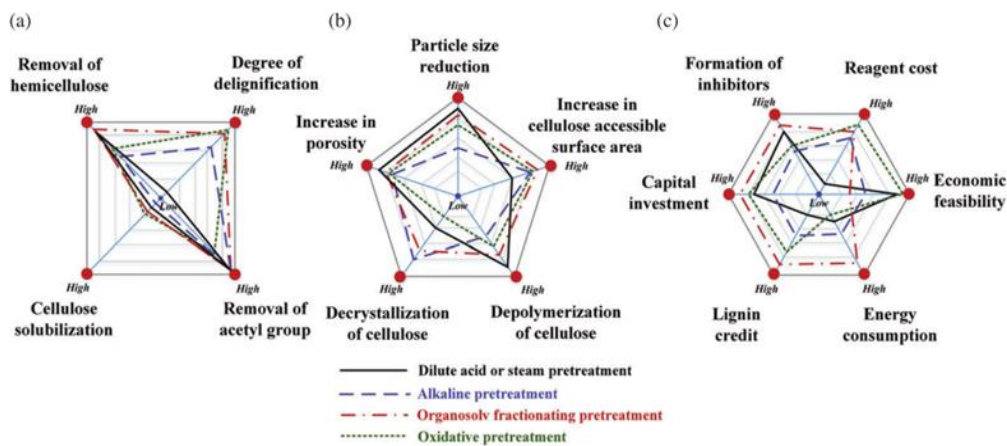 (a)
Removal of
hemicellulose
Degree of
delignification
High
High
Low
High
High
Cellulose
solubilization
Removal of
acetyl group
(b)
Particle size
reduction
High
Increase in
porosity
High
Increase in
cellulose accessible
surface area
High
Low
High
High
Decrystallization
of cellulose
Depolymerization
of cellulose
(c)
Formation of
inhibitors
Reagent cost
High
High
Capital
investment
High
Low
High
Economic
feasibility
High
High
Lignin
credit
Energy
consumption
Dilute acid or steam pretreatment
Alkaline pretreatment
Organosolv fractionating pretreatment
Oxidative pretreatment